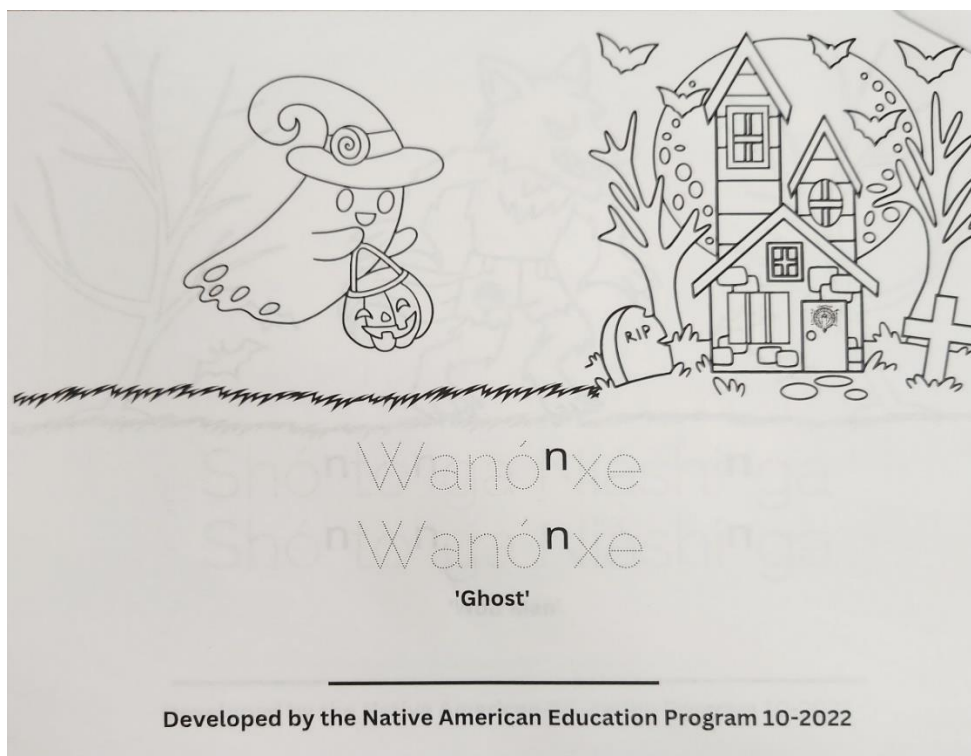 RIP
Wanóⁿxe
Wanóⁿxe
'Ghost'
Developed by the Native American Education Program 10-2022